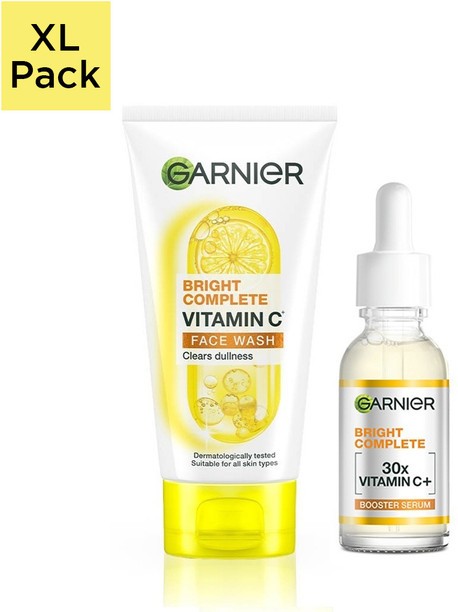 XL
Pack
GARNIER
BRIGHT
COMPLETE
VITAMIN C*
FACE WASH
Clears dullness
Dermatologically tested
Suitable for all skin types
GARNIER
BRIGHT
COMPLETE
30x
VITAMIN C+
BOOSTER SERUM